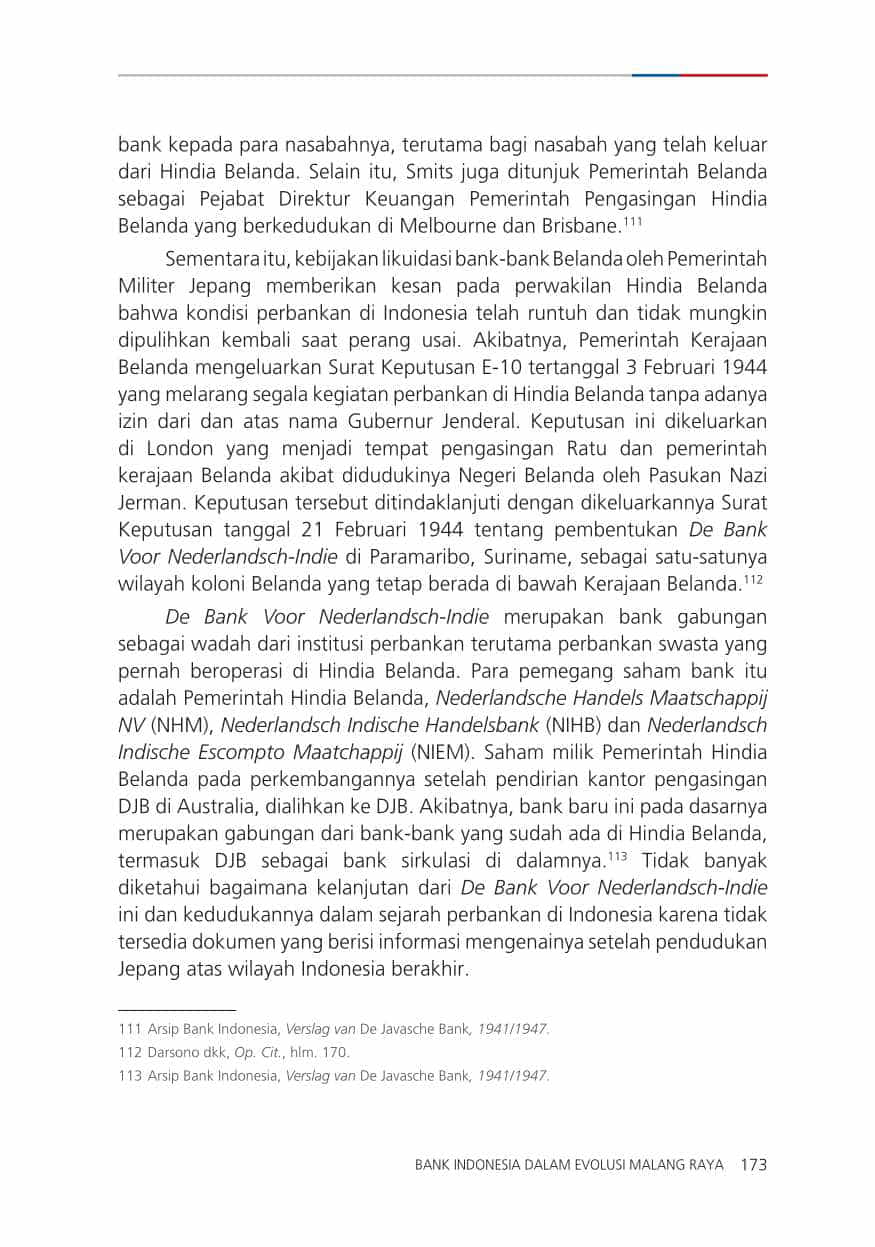 bank kepada para nasabahnya, terutama bagi nasabah yang telah keluar
dari Hindia Belanda. Selain itu, Smits juga ditunjuk Pemerintah Belanda
sebagai Pejabat Direktur Keuangan Pemerintah Pengasingan Hindia
Belanda yang berkedudukan di Melbourne dan Brisbane.111
Sementara itu, kebijakan likuidasi bank-bank Belanda oleh Pemerintah
Militer Jepang memberikan kesan pada perwakilan Hindia Belanda
bahwa kondisi perbankan di Indonesia telah runtuh dan tidak mungkin
dipulihkan kembali saat perang usai. Akibatnya, Pemerintah Kerajaan
Belanda mengeluarkan Surat Keputusan E-10 tertanggal 3 Februari 1944
yang melarang segala kegiatan perbankan di Hindia Belanda tanpa adanya
izin dari dan atas nama Gubernur Jenderal. Keputusan ini dikeluarkan
di London yang menjadi tempat pengasingan Ratu dan pemerintah
kerajaan Belanda akibat didudukinya Negeri Belanda oleh Pasukan Nazi
Jerman. Keputusan tersebut ditindaklanjuti dengan dikeluarkannya Surat
Keputusan tanggal 21 Februari 1944 tentang pembentukan De Bank
Voor Nederlandsch-Indie di Paramaribo, Suriname, sebagai satu-satunya
wilayah koloni Belanda yang tetap berada di bawah Kerajaan Belanda.112
De Bank Voor Nederlandsch-Indie merupakan bank gabungan
sebagai wadah dari institusi perbankan terutama perbankan swasta yang
pernah beroperasi di Hindia Belanda. Para pemegang saham bank itu
adalah Pemerintah Hindia Belanda, Nederlandsche Handels Maatschappij
NV (NHM), Nederlandsch Indische Handelsbank (NIHB) dan Nederlandsch
Indische Escompto Maatchappij (NIEM). Saham milik Pemerintah Hindia
Belanda pada perkembangannya setelah pendirian kantor pengasingan
DJB di Australia, dialihkan ke DJB. Akibatnya, bank baru ini pada dasarnya
merupakan gabungan dari bank-bank yang sudah ada di Hindia Belanda,
termasuk DJB sebagai bank sirkulasi di dalamnya.113 Tidak banyak
diketahui bagaimana kelanjutan dari De Bank Voor Nederlandsch-Indie
ini dan kedudukannya dalam sejarah perbankan di Indonesia karena tidak
tersedia dokumen yang berisi informasi mengenainya setelah pendudukan
Jepang atas wilayah Indonesia berakhir.
111 Arsip Bank Indonesia, Verslag van De Javasche Bank, 1941/1947.
112 Darsono dkk, Op. Cit., hlm. 170.
113 Arsip Bank Indonesia, Verslag van De Javasche Bank, 1941/1947.
BANK INDONESIA DALAM EVOLUSI MALANG RAYA 173